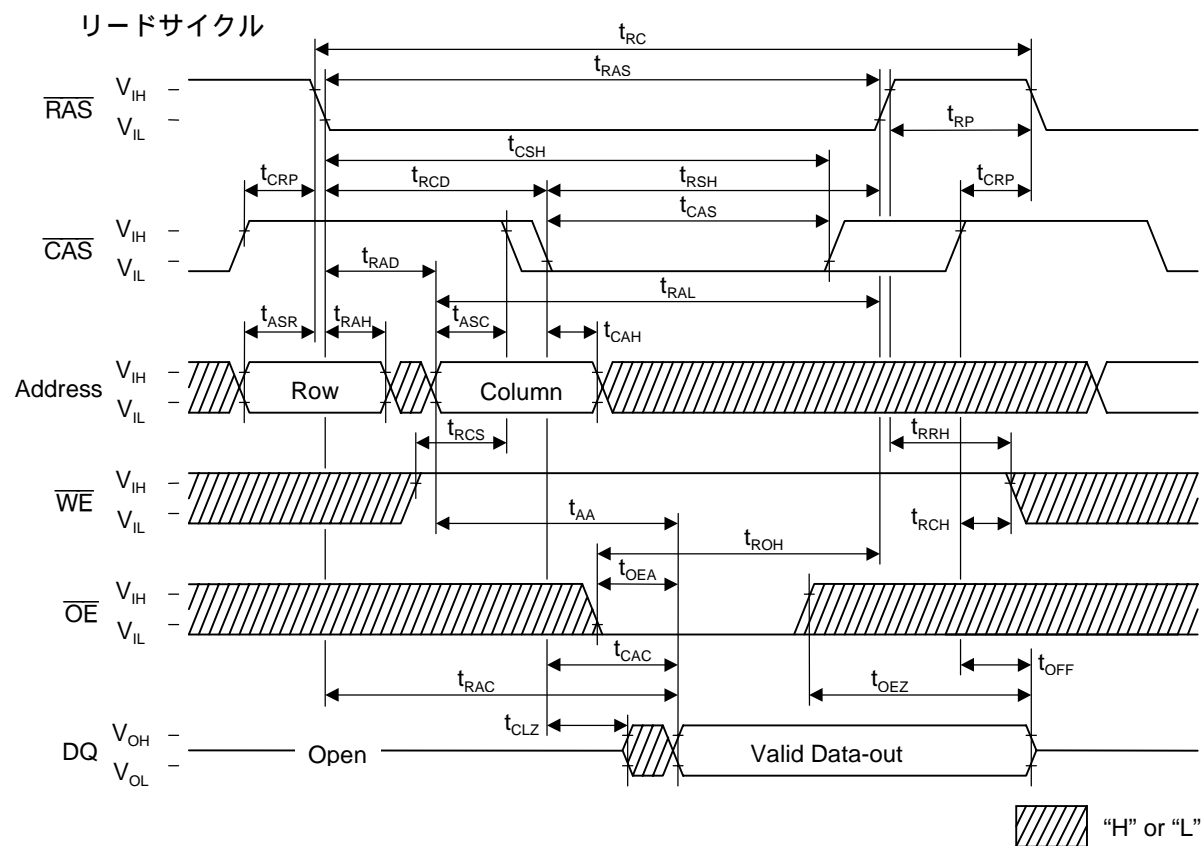 リードサイクル
tRC
tRAS
RAS
VIH
VIL
tRP
tCSH
tCRP
tRCD
tRSH
tCRP
tCAS
CAS
VIH
VIL
tRAD
tRAL
tASR
tRAH
tASC
tCAH
Address
VIH
VIL
Row
Column
tRCS
tRRH
WE
VIH
VIL
tAA
tRCH
tROH
tOEA
OE
VIH
VIL
tCAC
tOFF
tRAC
tOEZ
tCLZ
DQ
VOH
VOL
Open
Valid Data-out
“H” or “L”